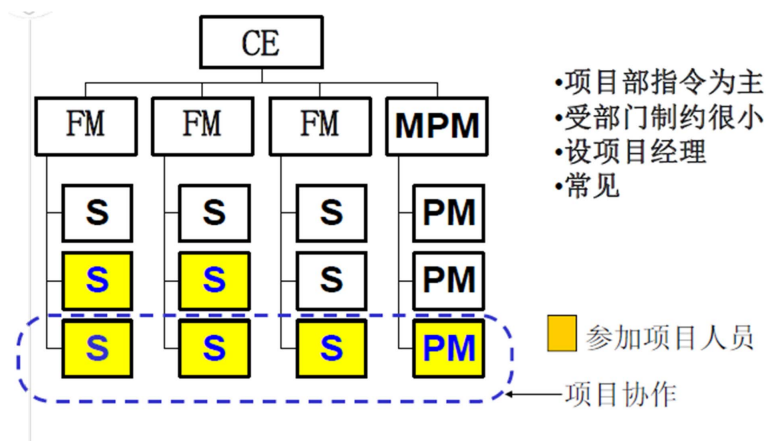 CE
FM FM FM MPM
•项目部指令为主
•受部门制约很小
•设项目经理
•常见
S S S PM
S S S PM
S S S PM
参加项目人员
项目协作